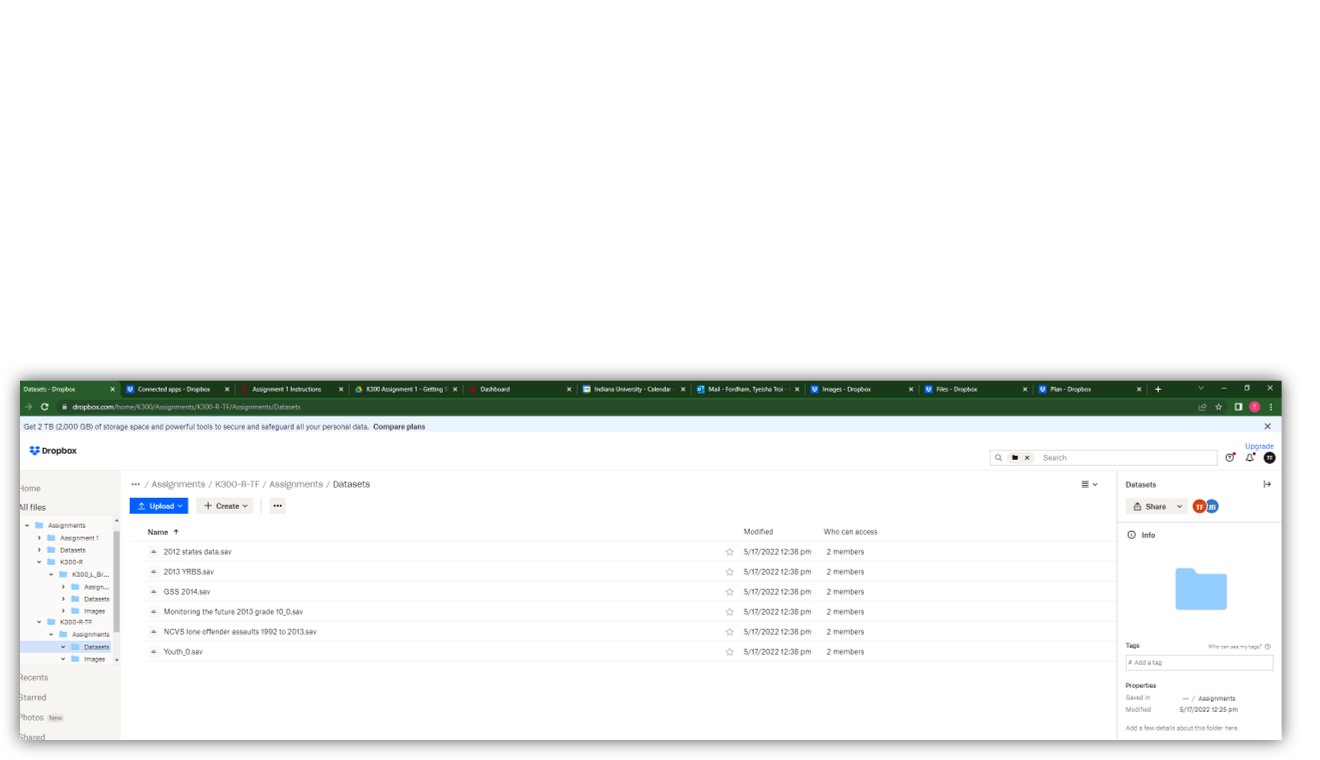 Datasets - Dropbox Connected apps - Dropbox Assignment 1 Instructions K300 Assignment 1 - Getting S Dashboard Indiana University - Calendar Mail - Fordham, Tyeisha Troi - Images - Dropbox Files - Dropbox Plan - Dropbox
dropbox.com/home/K300/Assignments/K300-R-TF/Assignments/Datasets
Get 2 TB (2,000 GB) of storage space and powerful tools to secure and safeguard all your personal data. Compare plans
Dropbox
Search
Upgrade
TF
Home
All files
Assignments
Assignment 1
Datasets
K300-R
K300_L_Br...
Assign...
Datasets
Images
K300-R-TF
Assignments
Datasets
Images
Recents
Starred
Photos New
Shared
... / Assignments / K300-R-TF / Assignments / Datasets
Upload + Create ...
Name Modified Who can access
2012 states data.sav 5/17/2022 12:38 pm 2 members
2013 YRBS.sav 5/17/2022 12:38 pm 2 members
GSS 2014.sav 5/17/2022 12:38 pm 2 members
Monitoring the future 2013 grade 10_0.sav 5/17/2022 12:38 pm 2 members
NCVS lone offender assaults 1992 to 2013.sav 5/17/2022 12:38 pm 2 members
Youth_0.sav 5/17/2022 12:38 pm 2 members
Datasets
Share TF JB
Info
Tags Who can see my tags?
# Add a tag
Properties
Saved in ··· / Assignments
Modified 5/17/2022 12:25 pm
Add a few details about this folder here.